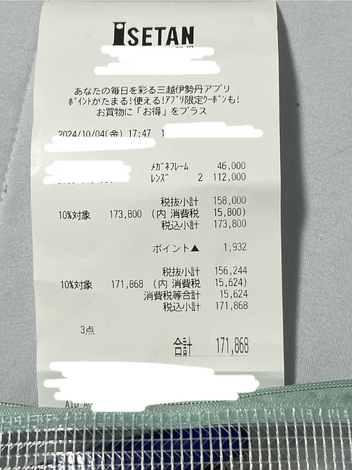 ISETAN
あなたの毎日を彩る三越伊勢丹アプリ
ポイントがたまる!使える!アプリ限定クーポンも!
お買物に「お得」をプラス
2024/10/04(金) 17:47
メガネフレーム 46,000
レンズ 2 112,000
税抜小計 158,000
10%対象 173,800 (内 消費税 15,800)
税込小計 173,800
ポイント▲ 1,932
税抜小計 156,244
10%対象 171,868 (内 消費税 15,624)
消費税等合計 15,624
税込小計 171,868
3点
合計 171,868